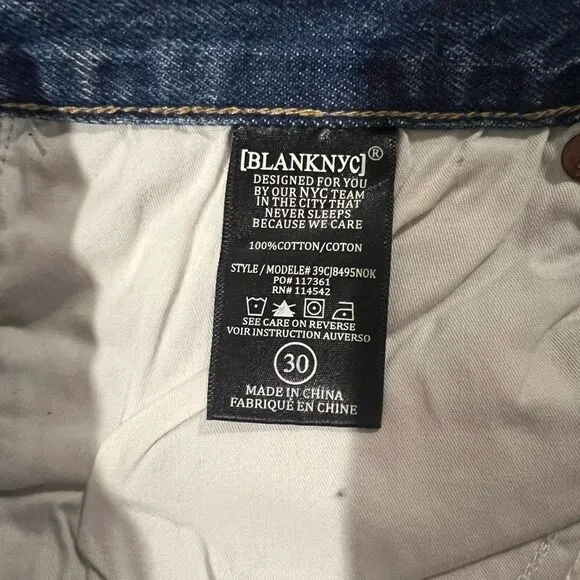 [BLANKNYC]®
DESIGNED FOR YOU
BY OUR NYC TEAM
IN THE CITY THAT
NEVER SLEEPS
BECAUSE WE CARE
100%COTTON/COTON
STYLE / MODELE# 39CJ8495NOK
PO# 117361
RN# 114542
SEE CARE ON REVERSE
VOIR INSTRUCTION AUVERSO
30
MADE IN CHINA
FABRIQUÉ EN CHINE